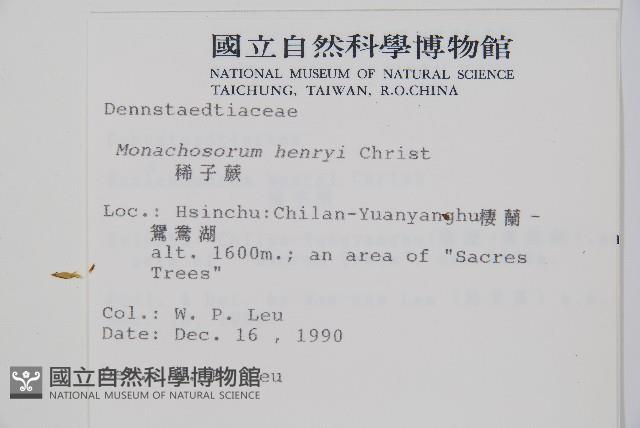 國立自然科學博物館
NATIONAL MUSEUM OF NATURAL SCIENCE
TAICHUNG, TAIWAN, R.O.CHINA
Dennstaedtiaceae
Monachosorum henryi Christ
稀子蕨
Loc.: Hsinchu:Chilan-Yuanyanghu棲蘭-
鴛鴦湖
alt. 1600m.; an area of "Sacres
Trees"
Col.: W. P. Leu
Date: Dec. 16 , 1990
Leu
國立自然科學博物館
NATIONAL MUSEUM OF NATURAL SCIENCE